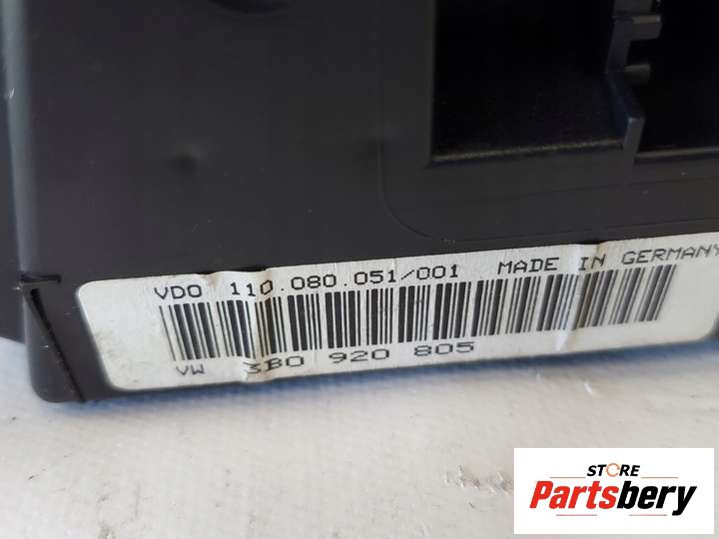 VDO 110.080.051/001 MADE IN GERMANY
VW 3B0 920 805
STORE
Partsbery